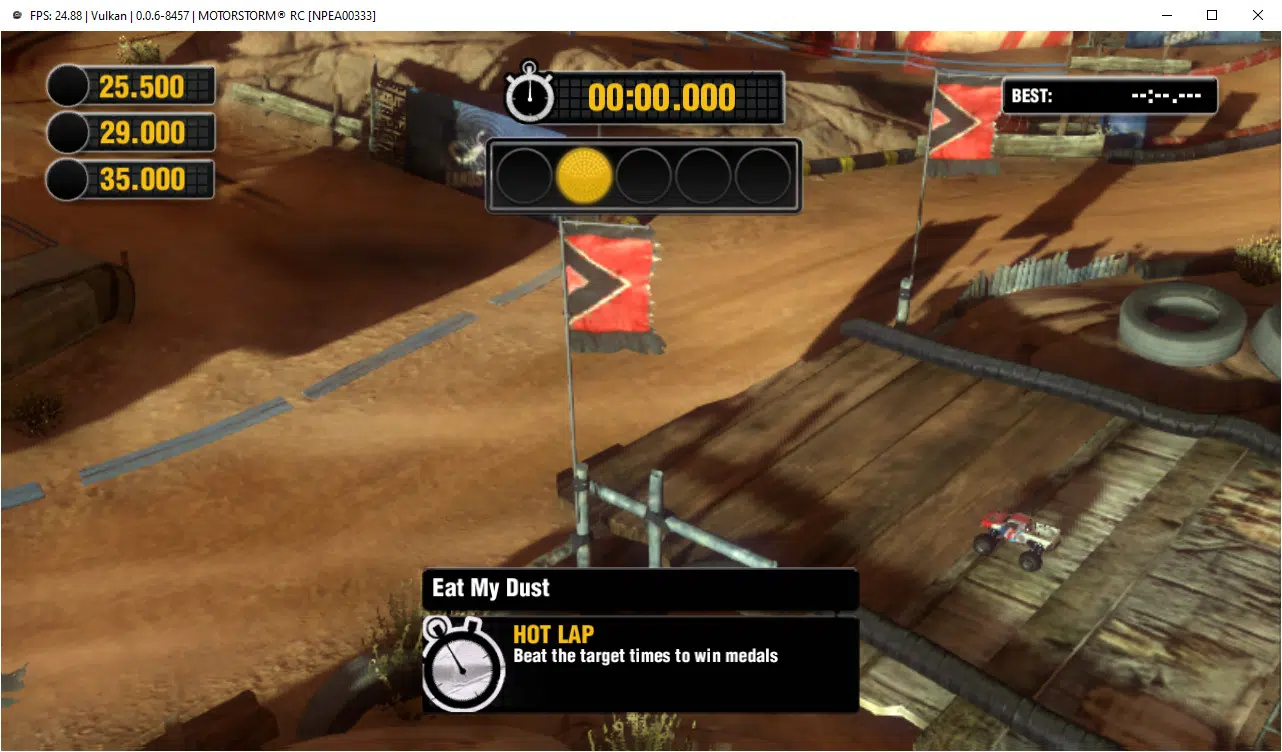 FPS: 24.88 | Vulkan | 0.0.6-8457 | MOTORSTORM® RC [NPEA00333]
25.500
00:00.000
BEST: --:--.---
29.000
35.000
Eat My Dust
HOT LAP
Beat the target times to win medals